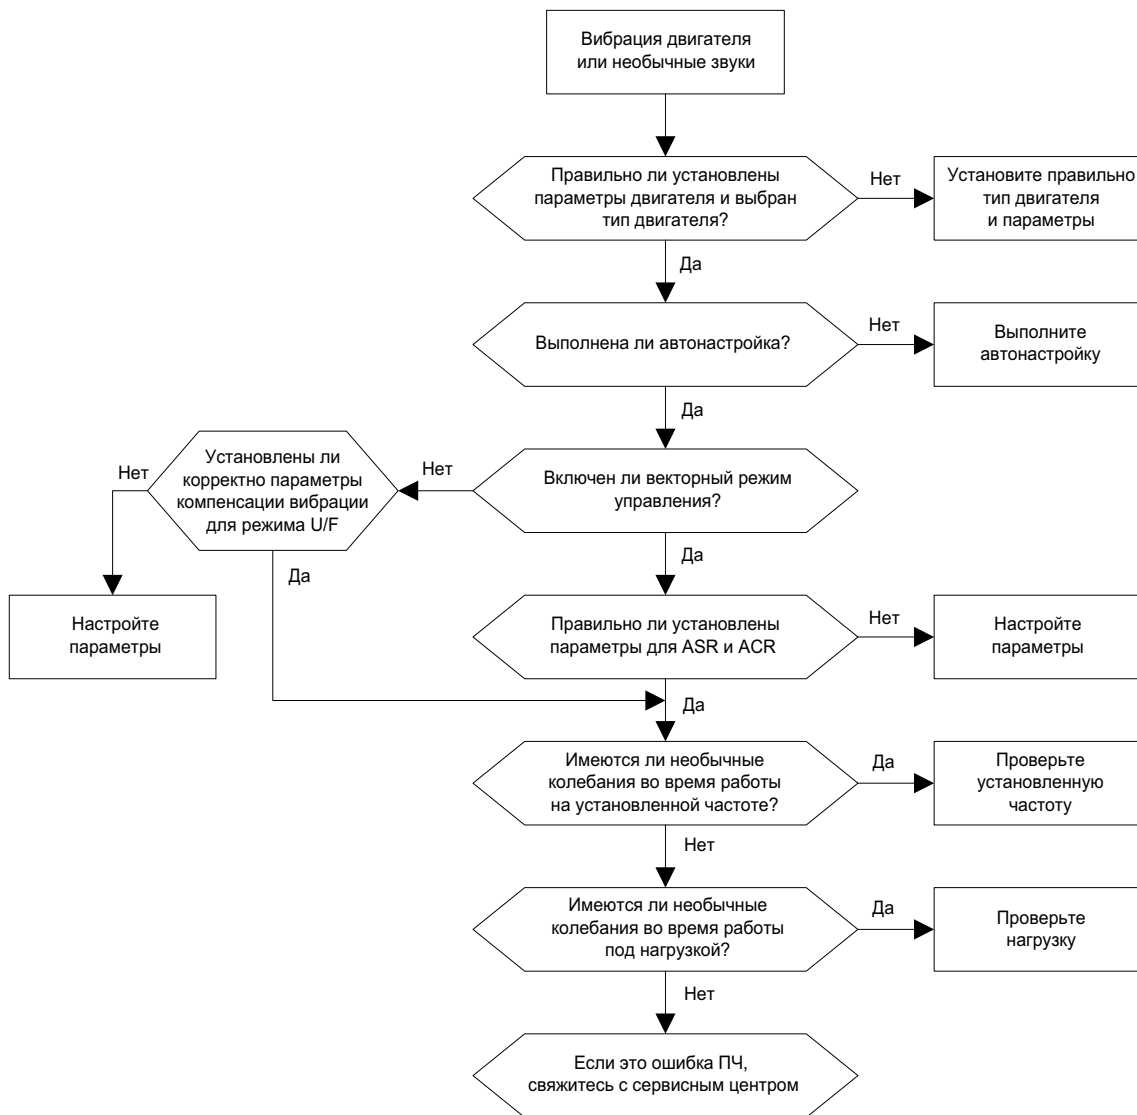 Вибрация двигателя
или необычные звуки
Правильно ли установлены
параметры двигателя и выбран
тип двигателя?
Нет
Установите правильно
тип двигателя
и параметры
Да
Выполнена ли автонастройка?
Нет
Выполните
автонастройку
Да
Включен ли векторный режим
управления?
Нет
Установлены ли
корректно параметры
компенсации вибрации
для режима U/F
Нет
Настройте
параметры
Да
Да
Правильно ли установлены
параметры для ASR и ACR
Нет
Настройте
параметры
Да
Имеются ли необычные
колебания во время работы
на установленной частоте?
Да
Проверьте
установленную
частоту
Нет
Имеются ли необычные
колебания во время работы
под нагрузкой?
Да
Проверьте
нагрузку
Нет
Если это ошибка ПЧ,
свяжитесь с сервисным центром